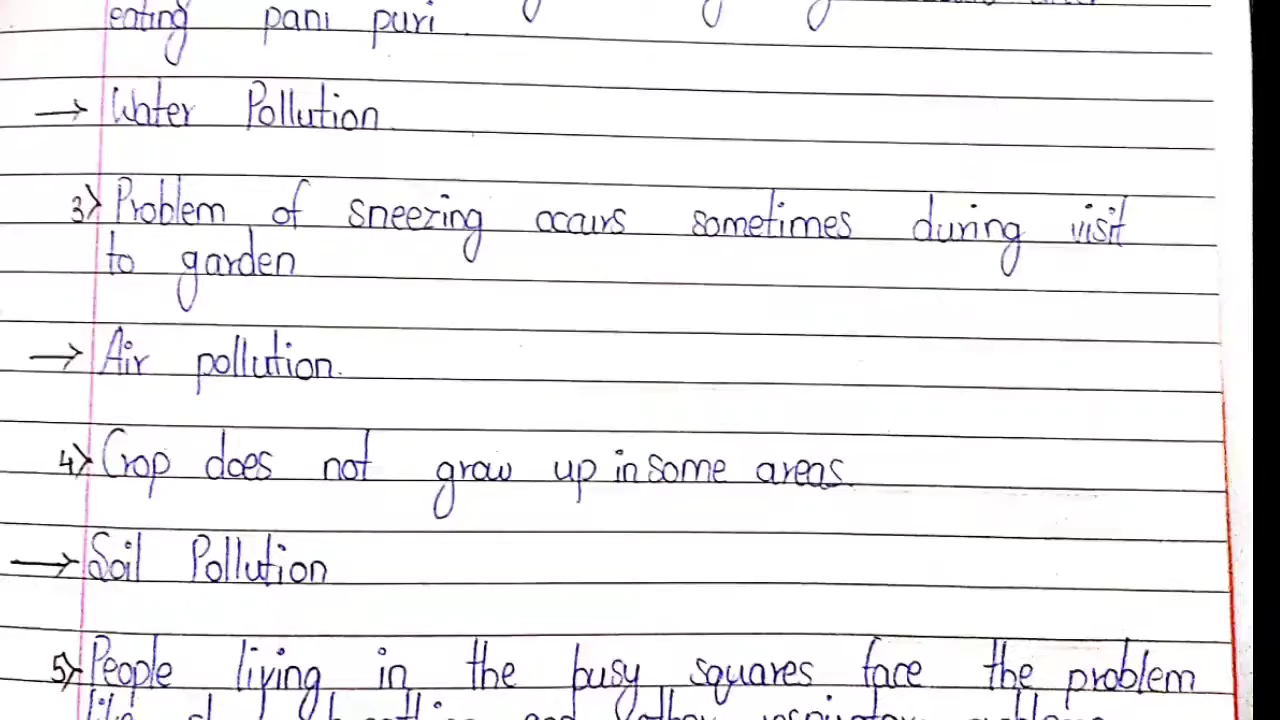 eating pani puri
→ Water Pollution
3) Problem of sneezing occurs sometimes during visit
to garden
→ Air pollution.
4) Crop does not grow up in some areas.
→ Soil Pollution
5) People living in the busy squares face the problem